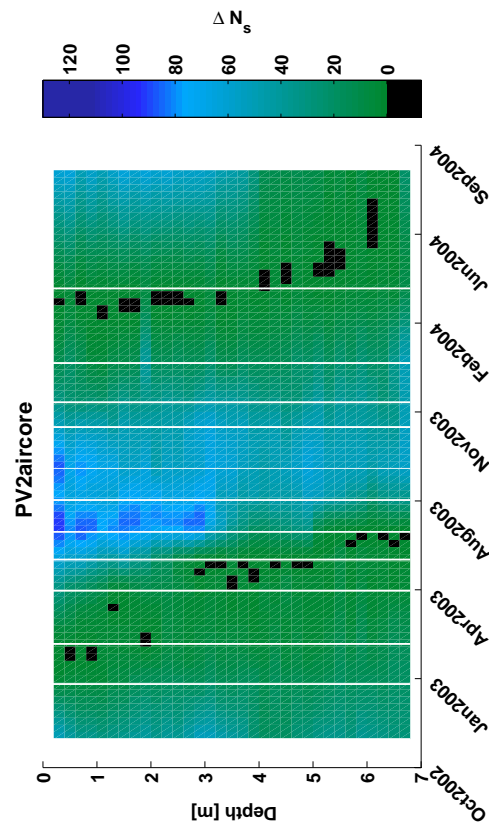 PV2aircore
Δ N_s
120
100
80
60
40
20
0
0
1
2
3
4
5
6
7
Depth [m]
Oct2002
Jan2003
Apr2003
Aug2003
Nov2003
Feb2004
Jun2004
Sep2004